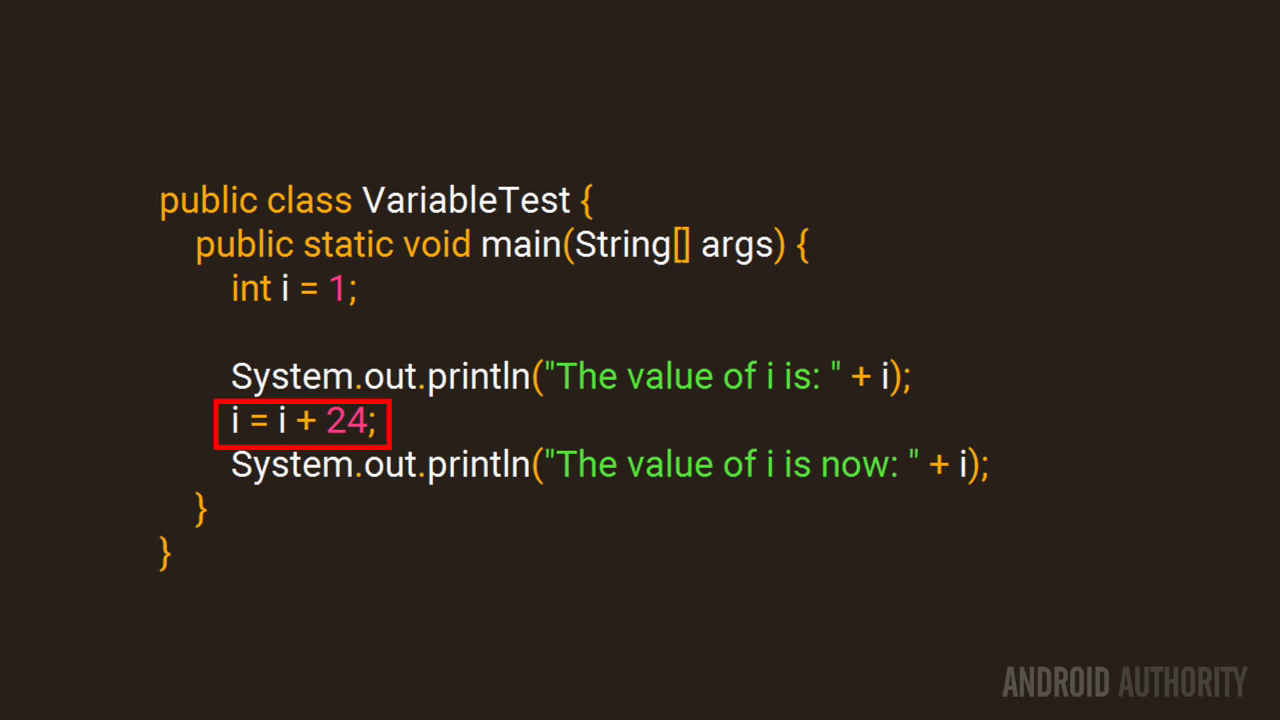 public class VariableTest {
public static void main(String[] args) {
int i = 1;
System.out.println("The value of i is: " + i);
i = i + 24;
System.out.println("The value of i is now: " + i);
}
}
ANDROID AUTHORITY